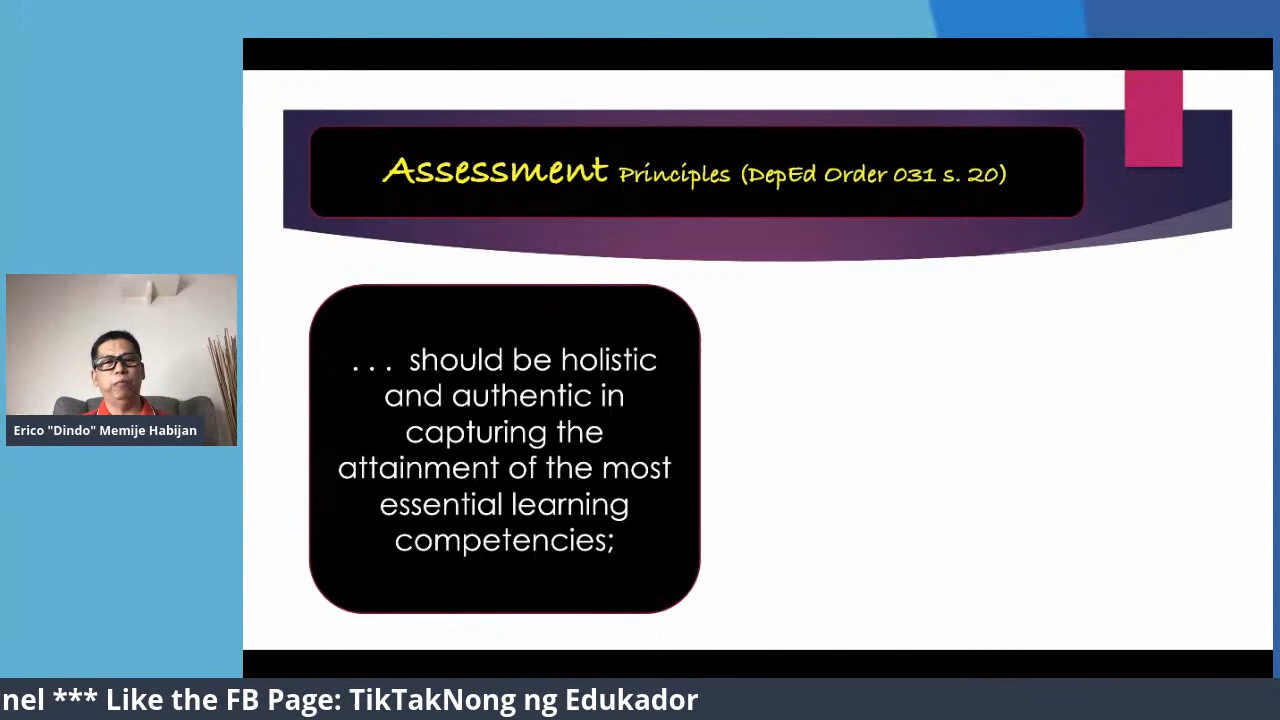 Assessment Principles (DepEd Order 031 s. 20)
. . . should be holistic
and authentic in
capturing the
attainment of the most
essential learning
competencies;
Erico "Dindo" Memije Habijan
nel *** Like the FB Page: TikTakNong ng Edukador